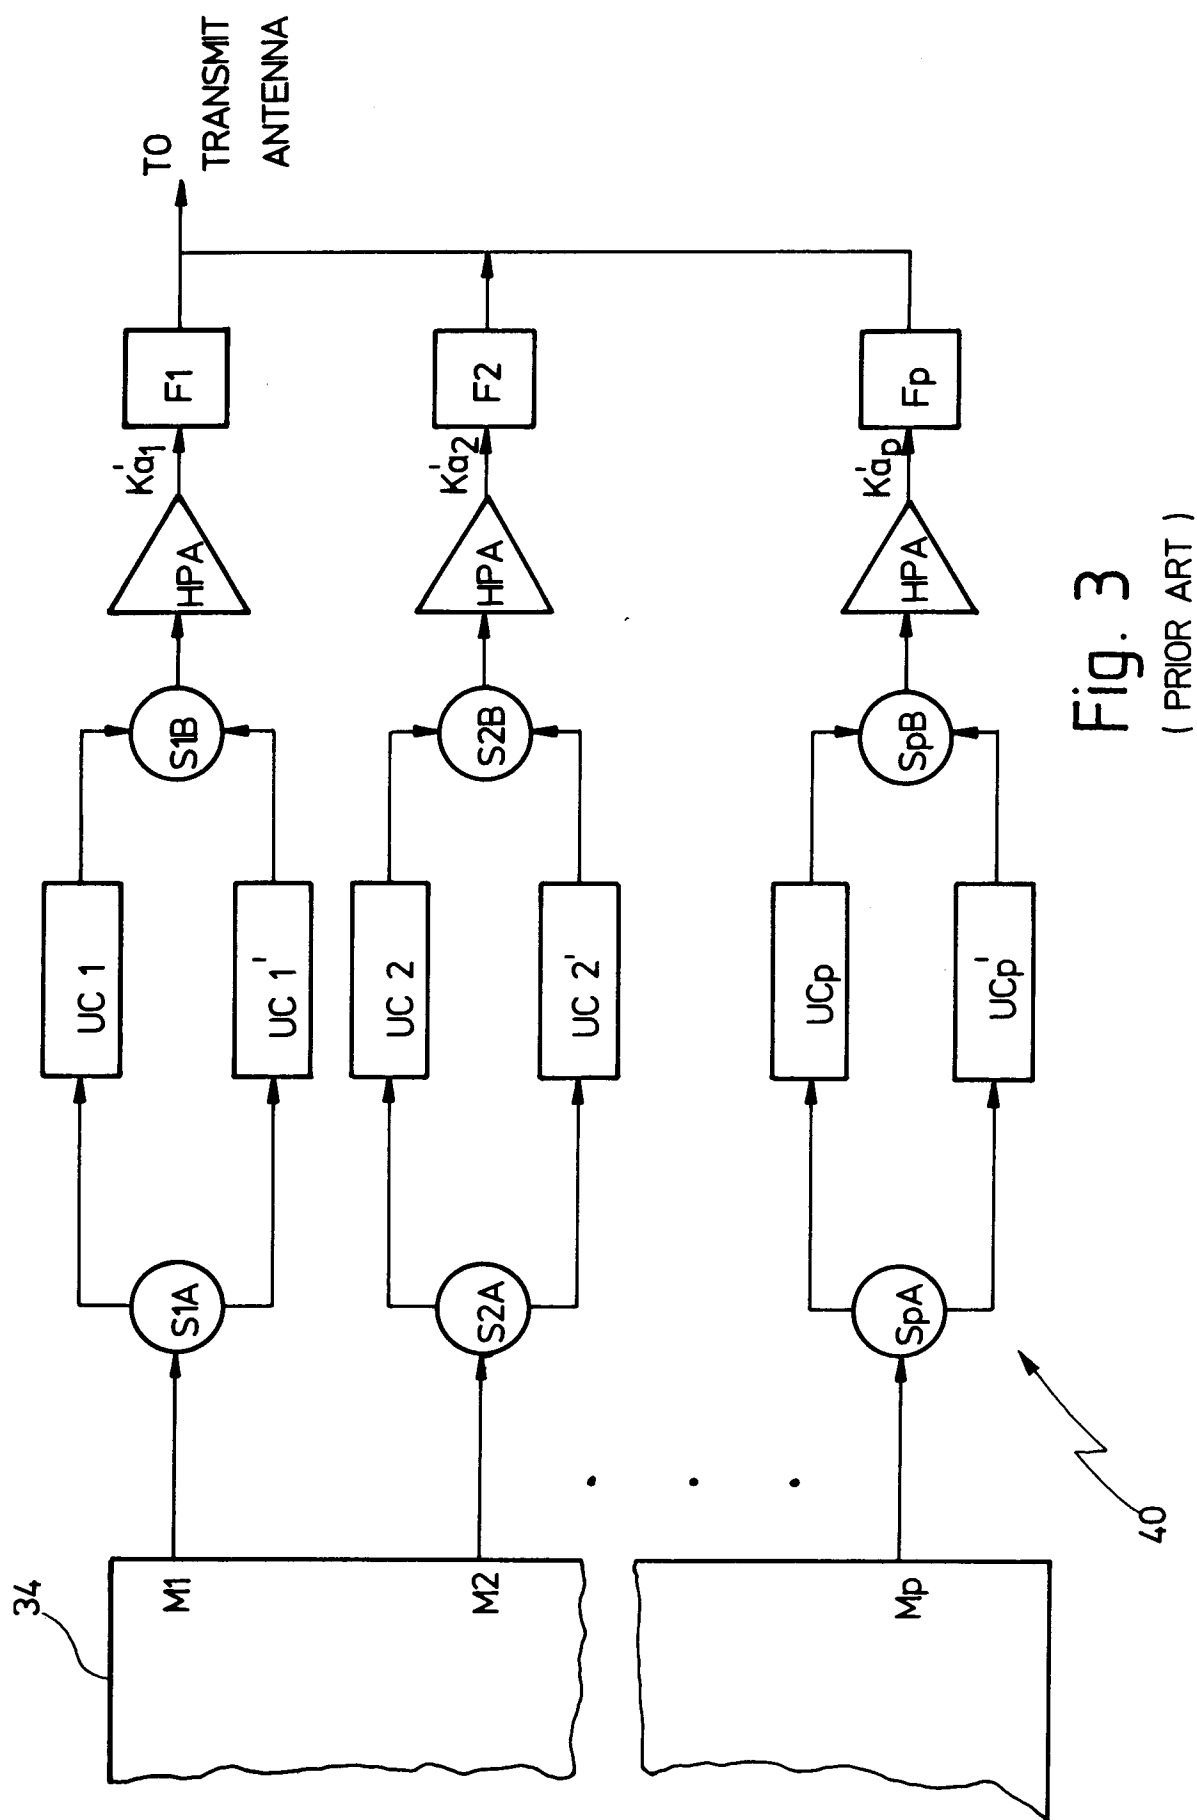 34
M1
M2
Mp
S1A
S2A
SpA
UC 1
UC 1'
UC 2
UC 2'
UCp
UCp'
S1B
S2B
SpB
HPA
HPA
HPA
K'a1
K'a2
K'ap
F1
F2
Fp
TO
TRANSMIT
ANTENNA
40
Fig. 3
( PRIOR ART )